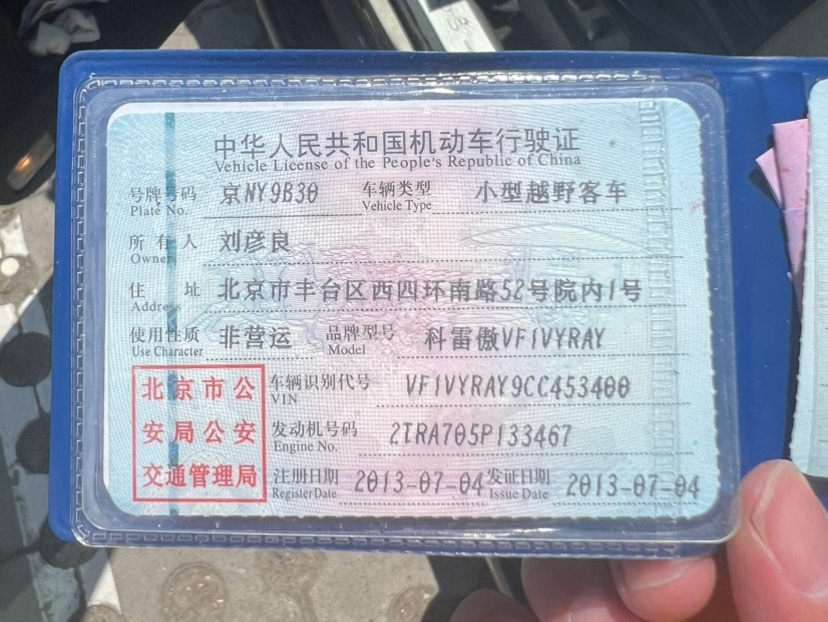 中华人民共和国机动车行驶证
Vehicle License of the People's Republic of China
号牌号码 京NY9B30 车辆类型 小型越野客车
Plate No. Vehicle Type
所有人 刘彦良
Owner
住址 北京市丰台区西四环南路52号院内1号
Address
使用性质 非营运 品牌型号 科雷傲VF1VYRAY
Use Character Model
北京市公 车辆识别代号 VF1VYRAY9CC453400
VIN
安局公安 发动机号码 2TRA705P133467
Engine No.
交通管理局 注册日期 2013-07-04 发证日期 2013-07-04
Register Date Issue Date